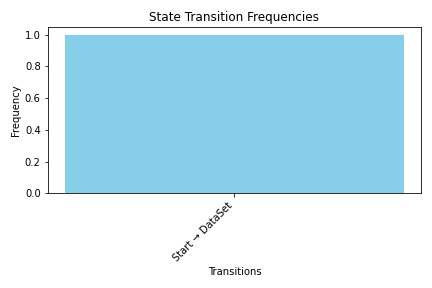 State Transition Frequencies
1.0
0.8
0.6
0.4
0.2
0.0
Frequency
Start → DataSet
Transitions